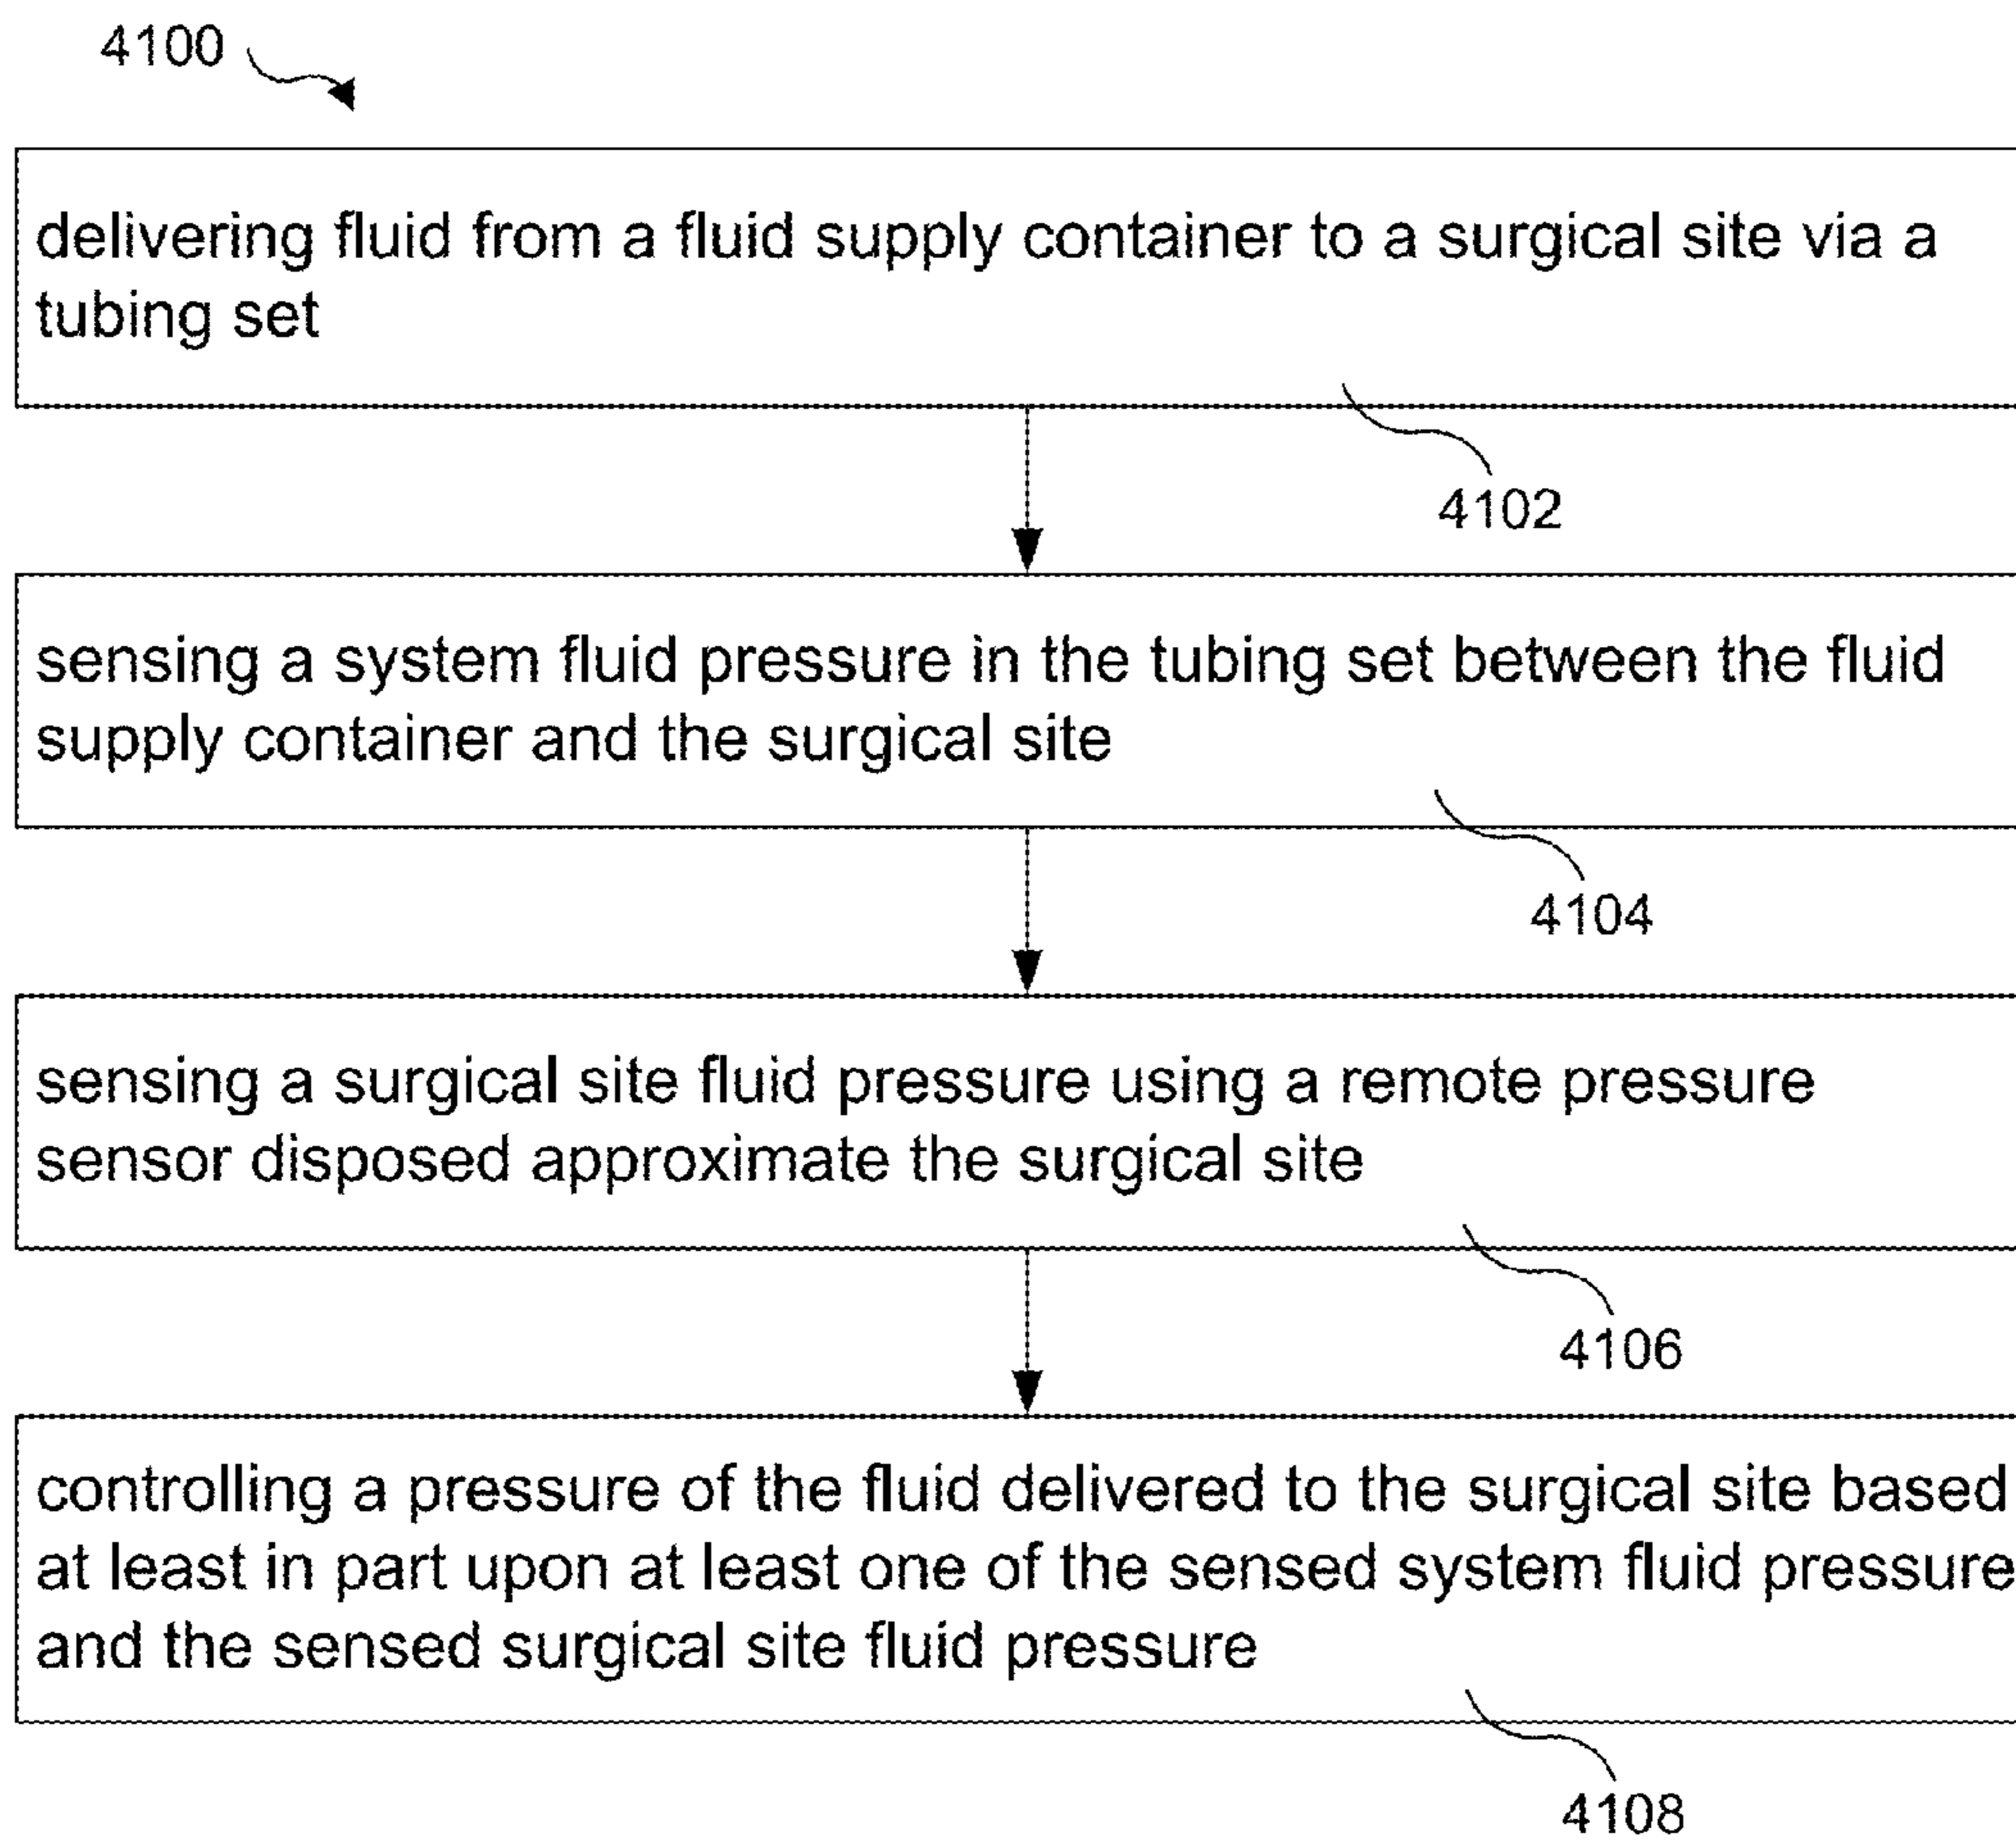 4100
delivering fluid from a fluid supply container to a surgical site via a
tubing set
4102
sensing a system fluid pressure in the tubing set between the fluid
supply container and the surgical site
4104
sensing a surgical site fluid pressure using a remote pressure
sensor disposed approximate the surgical site
4106
controlling a pressure of the fluid delivered to the surgical site based
at least in part upon at least one of the sensed system fluid pressure
and the sensed surgical site fluid pressure
4108